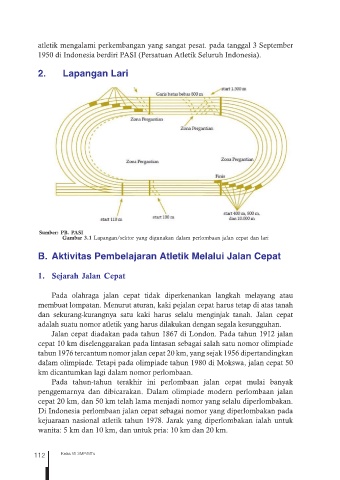 atletik mengalami perkembangan yang sangat pesat. pada tanggal 3 September
1950 di Indonesia berdiri PASI (Persatuan Atletik Seluruh Indonesia).
2. Lapangan Lari
start 1.500 m
Garis tsmu bebas 800 m
Zona Pergantian
Zona Pergantian
Zona Pergantian
Zona Pergantian
Finis
start 110 m
start 100 m
start 400 m, 800 m,
dan 10.000 m
Sumber: PB. PASI
Gambar 3.1 Lapangan/sektor yang digunakan dalam perlombaan jalan cepat dan lari
B. Aktivitas Pembelajaran Atletik Melalui Jalan Cepat
1. Sejarah Jalan Cepat
Pada olahraga jalan cepat tidak diperkenankan langkah melayang atau
membuat lompatan. Menurut aturan, kaki pejalan cepat harus tetap di atas tanah
dan sekurang-kurangnya satu kaki harus selalu menginjak tanah. Jalan cepat
adalah suatu nomor atletik yang harus dilakukan dengan segala kesungguhan.
Jalan cepat diadakan pada tahun 1867 di London. Pada tahun 1912 jalan
cepat 10 km diselenggarakan pada lintasan sebagai salah satu nomor olimpiade
tahun 1976 tercantum nomor jalan cepat 20 km, yang sejak 1956 dipertandingkan
dalam olimpiade. Tetapi pada olimpiade tahun 1980 di Mokswa, jalan cepat 50
km dicantumkan lagi dalam nomor perlombaan.
Pada tahun-tahun terakhir ini perlombaan jalan cepat mulai banyak
penggemarnya dan dibicarakan. Dalam olimpiade modern perlombaan jalan
cepat 20 km, dan 50 km telah lama menjadi nomor yang selalu diperlombakan.
Di Indonesia perlombaan jalan cepat sebagai nomor yang diperlombakan pada
kejuaraan nasional atletik tahun 1978. Jarak yang diperlombakan ialah untuk
wanita: 5 km dan 10 km, dan untuk pria: 10 km dan 20 km.
112 Kelas VI SMP/MTs